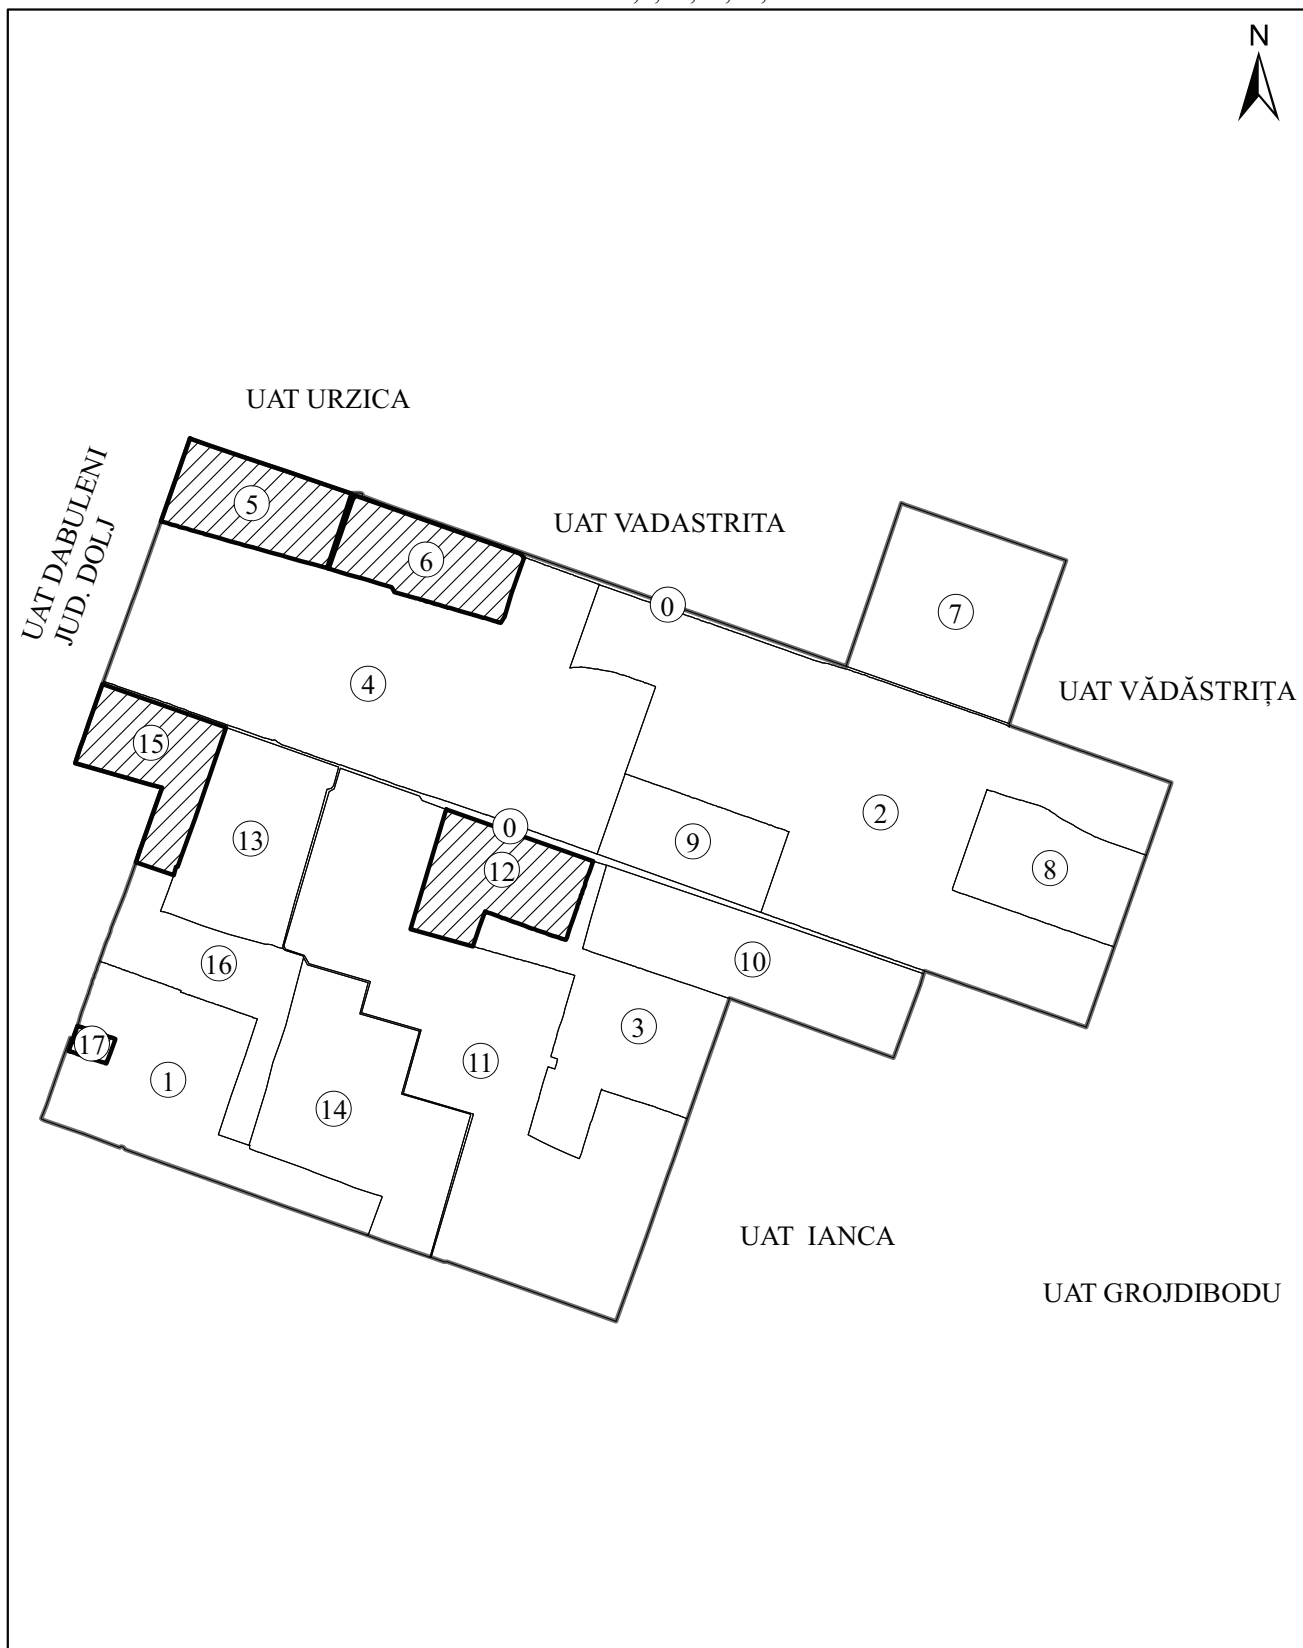 N
UAT URZICA
UAT DABULENI
JUD. DOLJ
5
UAT VADASTRITA
6
0
7
4
UAT VĂDĂSTRIȚA
15
13
0
12
9
2
8
16
10
17
1
14
11
3
UAT IANCA
UAT GROJDIBODU